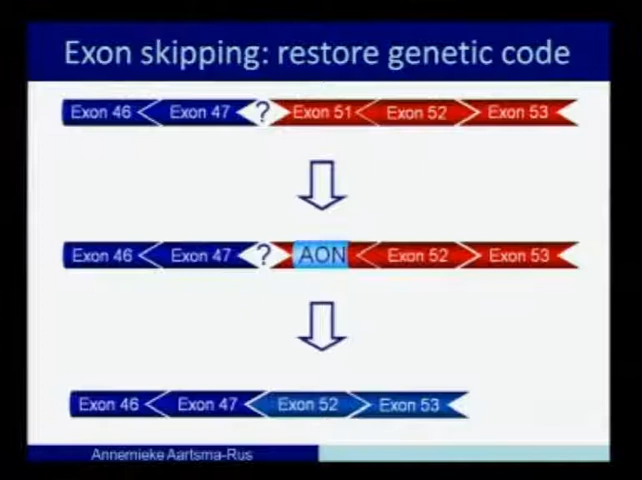 Exon skipping: restore genetic code
Exon 46 Exon 47 ? Exon 51 Exon 52 Exon 53
Exon 46 Exon 47 ? AON Exon 52 Exon 53
Exon 46 Exon 47 Exon 52 Exon 53
Annemieke Aartsma-Rus